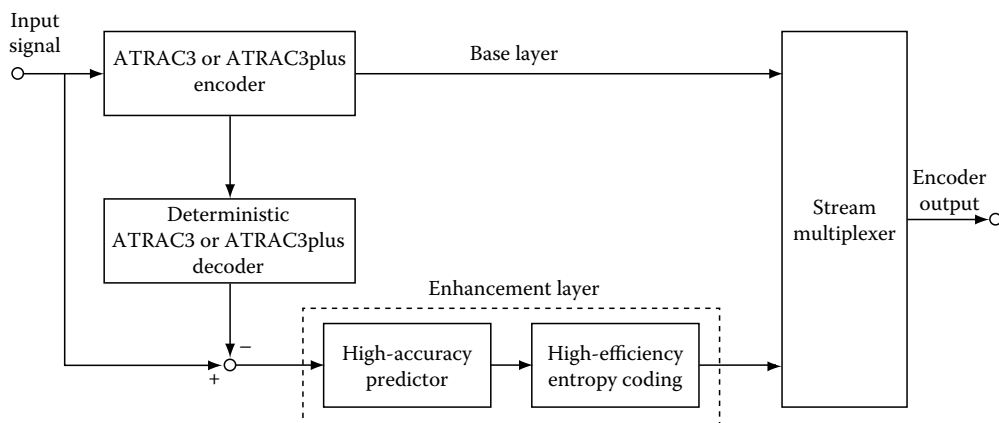 Input
signal
ATRAC3 or ATRAC3plus
encoder
Base layer
Deterministic
ATRAC3 or ATRAC3plus
decoder
Stream
multiplexer
Encoder
output
Enhancement layer
−
+
High-accuracy
predictor
High-efficiency
entropy coding